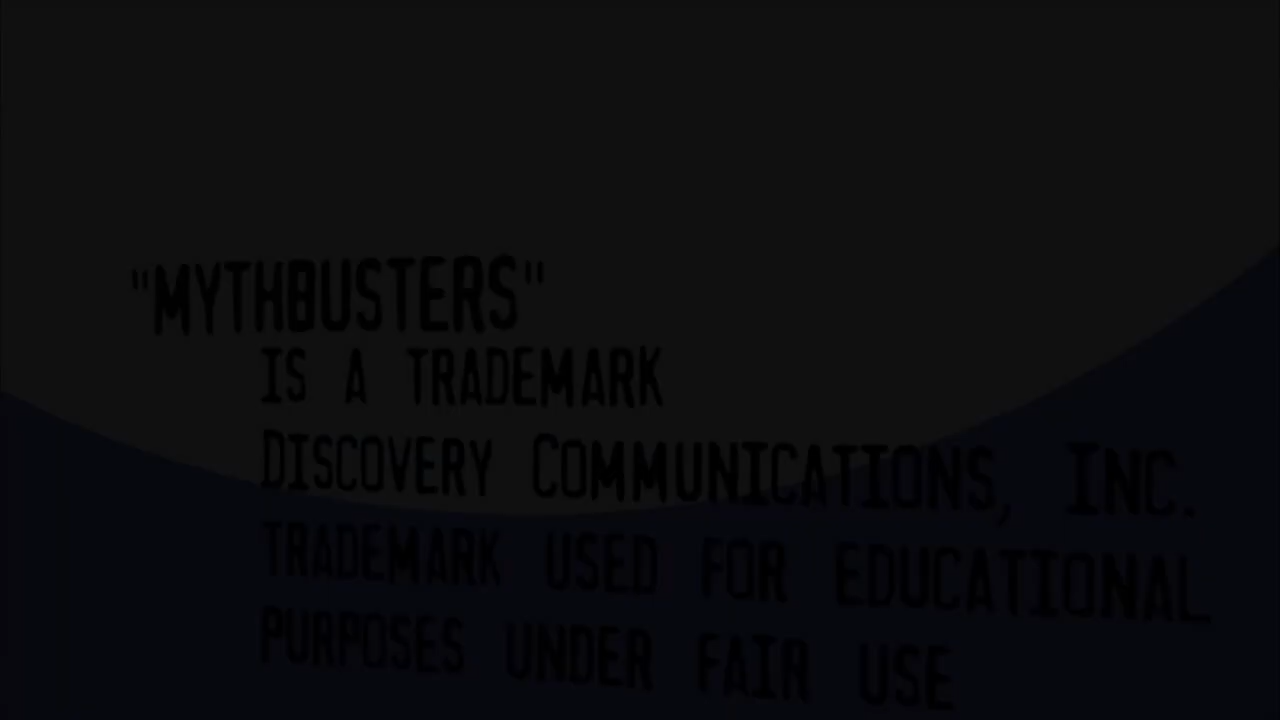 "MYTHBUSTERS"
IS A TRADEMARK
DISCOVERY COMMUNICATIONS, INC.
TRADEMARK USED FOR EDUCATIONAL
PURPOSES UNDER FAIR USE